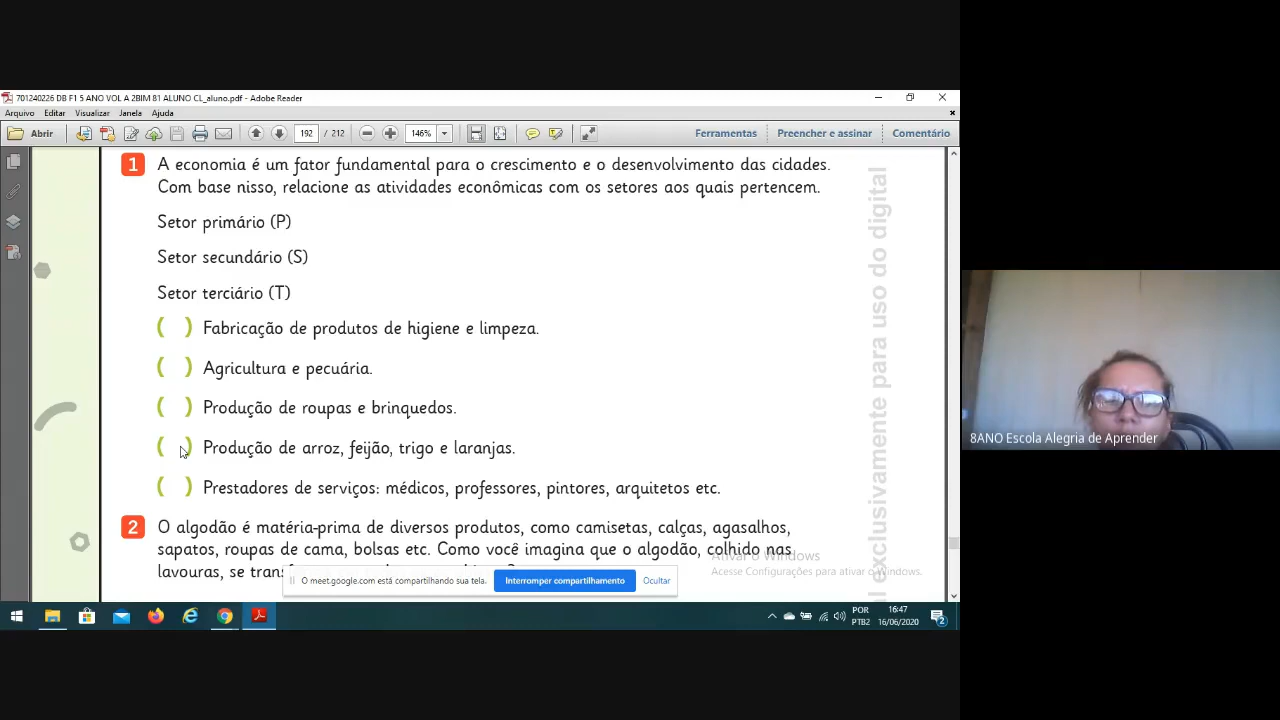 701240226 DB F1 5 ANO VOL A 2BIM 81 ALUNO CL_aluno.pdf - Adobe Reader
Arquivo Editar Visualizar Janela Ajuda
Abrir 192 / 212 146% Ferramentas Preencher e assinar Comentário
1 A economia é um fator fundamental para o crescimento e o desenvolvimento das cidades.
Com base nisso, relacione as atividades econômicas com os setores aos quais pertencem.
Setor primário (P)
Setor secundário (S)
Setor terciário (T)
( ) Fabricação de produtos de higiene e limpeza.
( ) Agricultura e pecuária.
( ) Produção de roupas e brinquedos.
( ) Produção de arroz, feijão, trigo e laranjas.
( ) Prestadores de serviços: médicos, professores, pintores, arquitetos etc.
2 O algodão é matéria-prima de diversos produtos, como camisetas, calças, agasalhos,
sapatos, roupas de cama, bolsas etc. Como você imagina que o algodão, colhido nas
lavouras, se
exclusivamente para uso do digital
Ativar o Windows
Acesse Configurações para ativar o Windows.
O meet.google.com está compartilhando sua tela. Interromper compartilhamento Ocultar
POR
PTB2
16:47
16/06/2020
2
8ANO Escola Alegria de Aprender